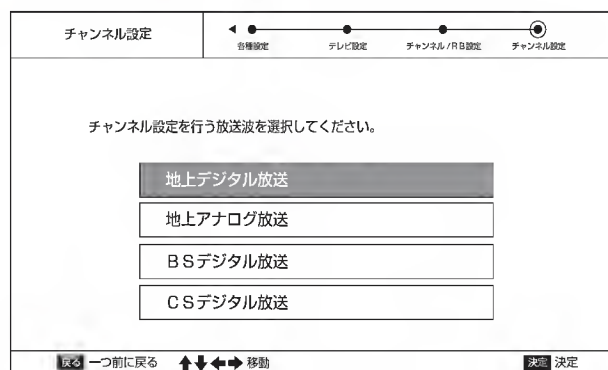 チャンネル設定
各種設定 テレビ設定 チャンネル/RB設定 チャンネル設定
チャンネル設定を行う放送波を選択してください。
地上デジタル放送
地上アナログ放送
BSデジタル放送
CSデジタル放送
戻る 一つ前に戻る 移動 決定 決定